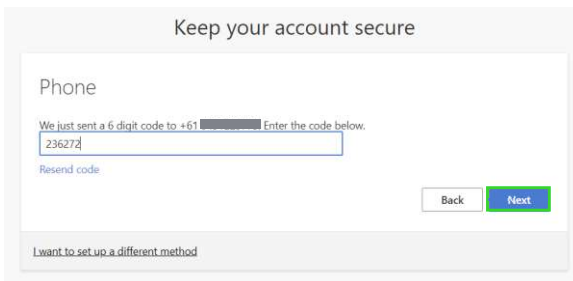 Keep your account secure
Phone
We just sent a 6 digit code to +61 Enter the code below.
236272
Resend code
Back Next
I want to set up a different method